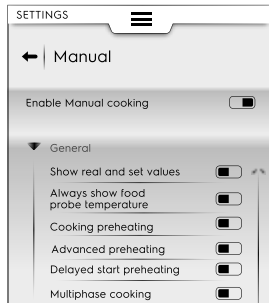 SETTINGS
Manual
Enable Manual cooking
General
Show real and set values
Always show food
probe temperature
Cooking preheating
Advanced preheating
Delayed start preheating
Multiphase cooking